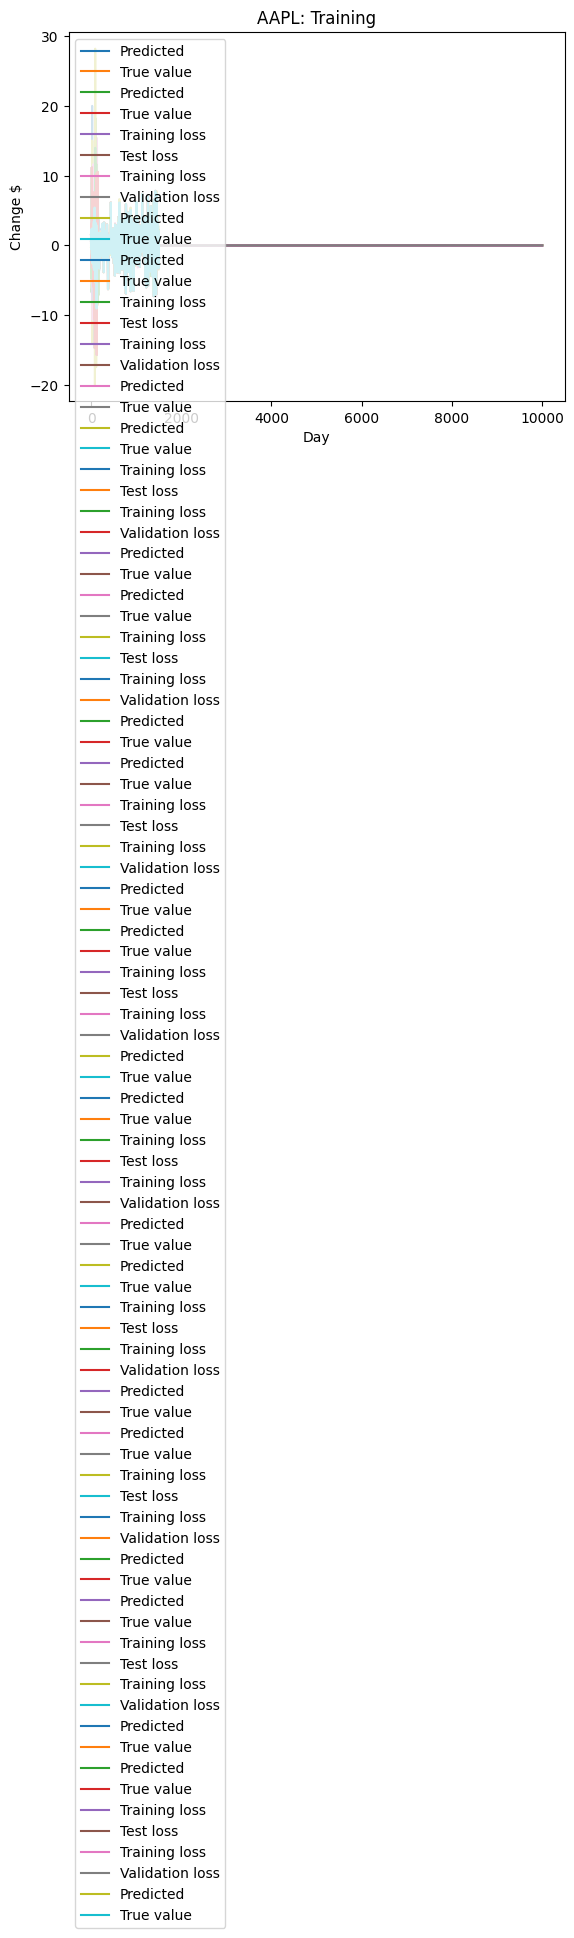 AAPL: Training
Change $
30
20
10
0
−10
−20
0 2000 4000 6000 8000 10000
Day
Predicted
True value
Predicted
True value
Training loss
Test loss
Training loss
Validation loss
Predicted
True value
Predicted
True value
Training loss
Test loss
Training loss
Validation loss
Predicted
True value
Predicted
True value
Training loss
Test loss
Training loss
Validation loss
Predicted
True value
Predicted
True value
Training loss
Test loss
Training loss
Validation loss
Predicted
True value
Predicted
True value
Training loss
Test loss
Training loss
Validation loss
Predicted
True value
Predicted
True value
Training loss
Test loss
Training loss
Validation loss
Predicted
True value
Predicted
True value
Training loss
Test loss
Training loss
Validation loss
Predicted
True value
Predicted
True value
Training loss
Test loss
Training loss
Validation loss
Predicted
True value
Predicted
True value
Training loss
Test loss
Training loss
Validation loss
Predicted
True value
Predicted
True value
Training loss
Test loss
Training loss
Validation loss
Predicted
True value
Predicted
True value
Training loss
Test loss
Training loss
Validation loss
Predicted
True value